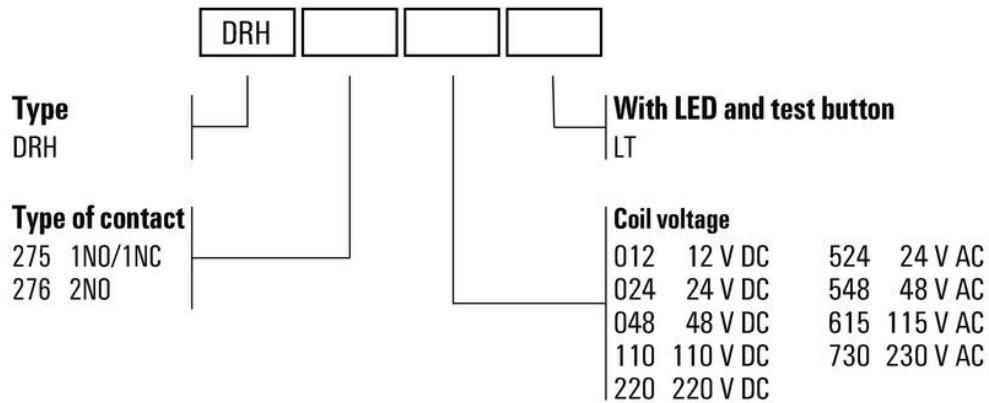 DRH
Type
DRH
With LED and test button
LT
Type of contact
275 1NO/1NC
276 2NO
Coil voltage
012 12 V DC 524 24 V AC
024 24 V DC 548 48 V AC
048 48 V DC 615 115 V AC
110 110 V DC 730 230 V AC
220 220 V DC